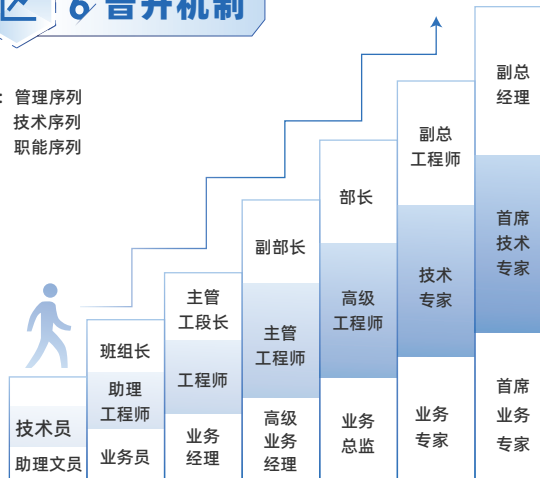 6 晋升机制
：管理序列
技术序列
职能序列
技术员
助理文员
班组长
助理
工程师
业务员
主管
工段长
工程师
业务
经理
副部长
主管
工程师
高级
业务
经理
部长
高级
工程师
业务
总监
副总
工程师
技术
专家
业务
专家
副总
经理
首席
技术
专家
首席
业务
专家